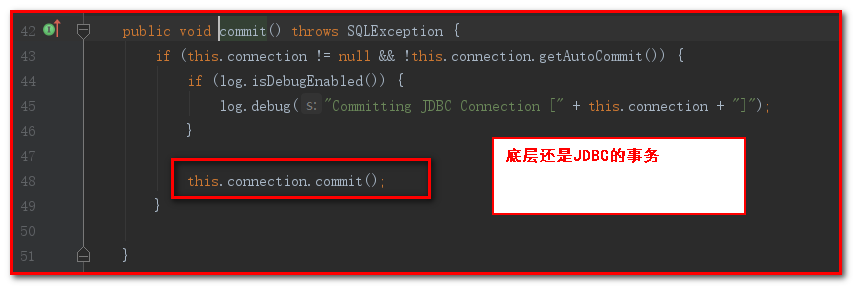 42 public void commit() throws SQLException {
43 if (this.connection != null && !this.connection.getAutoCommit()) {
44 if (log.isDebugEnabled()) {
45 log.debug( s: "Committing JDBC Connection [" + this.connection + "]");
46 }
47
底层还是JDBC的事务
48 this.connection.commit();
49 }
50
51 }